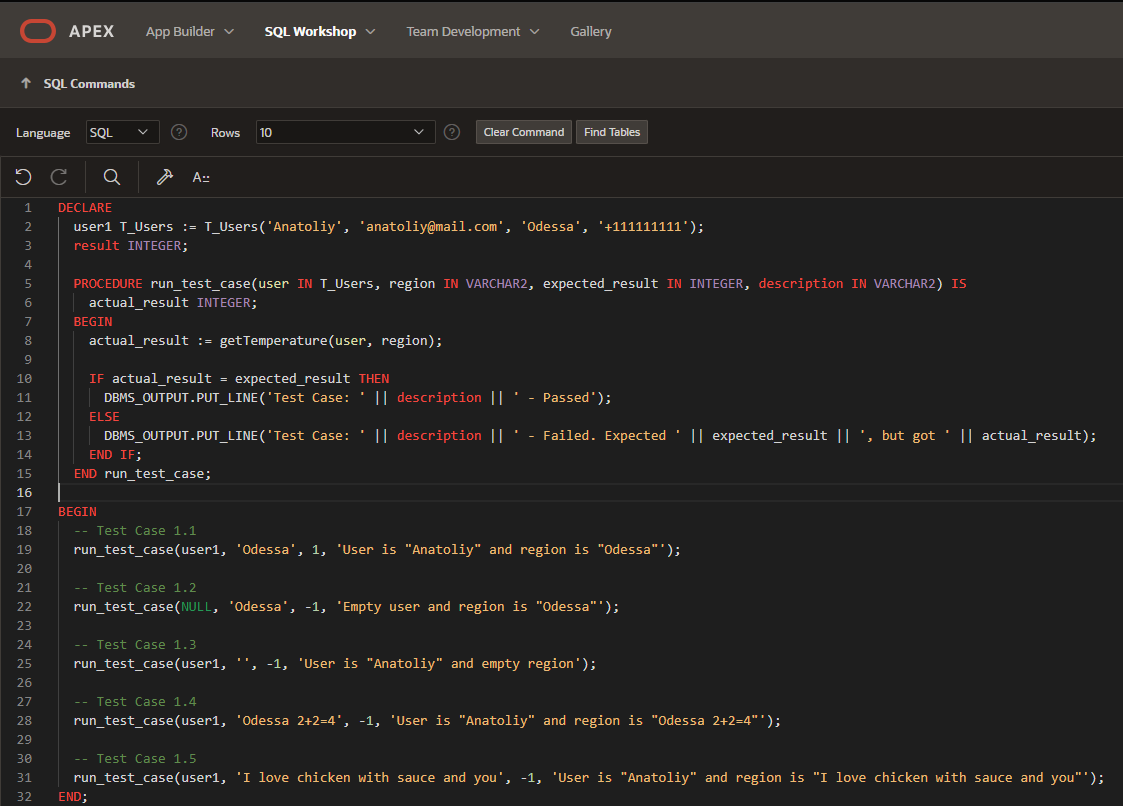 APEX App Builder SQL Workshop Team Development Gallery
SQL Commands
Language SQL ? Rows 10 ? Clear Command Find Tables
A::
1 DECLARE
2 user1 T_Users := T_Users('Anatoliy', 'anatoliy@mail.com', 'Odessa', '+111111111');
3 result INTEGER;
4
5 PROCEDURE run_test_case(user IN T_Users, region IN VARCHAR2, expected_result IN INTEGER, description IN VARCHAR2) IS
6 actual_result INTEGER;
7 BEGIN
8 actual_result := getTemperature(user, region);
9
10 IF actual_result = expected_result THEN
11 DBMS_OUTPUT.PUT_LINE('Test Case: ' || description || ' - Passed');
12 ELSE
13 DBMS_OUTPUT.PUT_LINE('Test Case: ' || description || ' - Failed. Expected ' || expected_result || ', but got ' || actual_result);
14 END IF;
15 END run_test_case;
16
17 BEGIN
18 -- Test Case 1.1
19 run_test_case(user1, 'Odessa', 1, 'User is "Anatoliy" and region is "Odessa"');
20
21 -- Test Case 1.2
22 run_test_case(NULL, 'Odessa', -1, 'Empty user and region is "Odessa"');
23
24 -- Test Case 1.3
25 run_test_case(user1, '', -1, 'User is "Anatoliy" and empty region');
26
27 -- Test Case 1.4
28 run_test_case(user1, 'Odessa 2+2=4', -1, 'User is "Anatoliy" and region is "Odessa 2+2=4"');
29
30 -- Test Case 1.5
31 run_test_case(user1, 'I love chicken with sauce and you', -1, 'User is "Anatoliy" and region is "I love chicken with sauce and you"');
32 END;